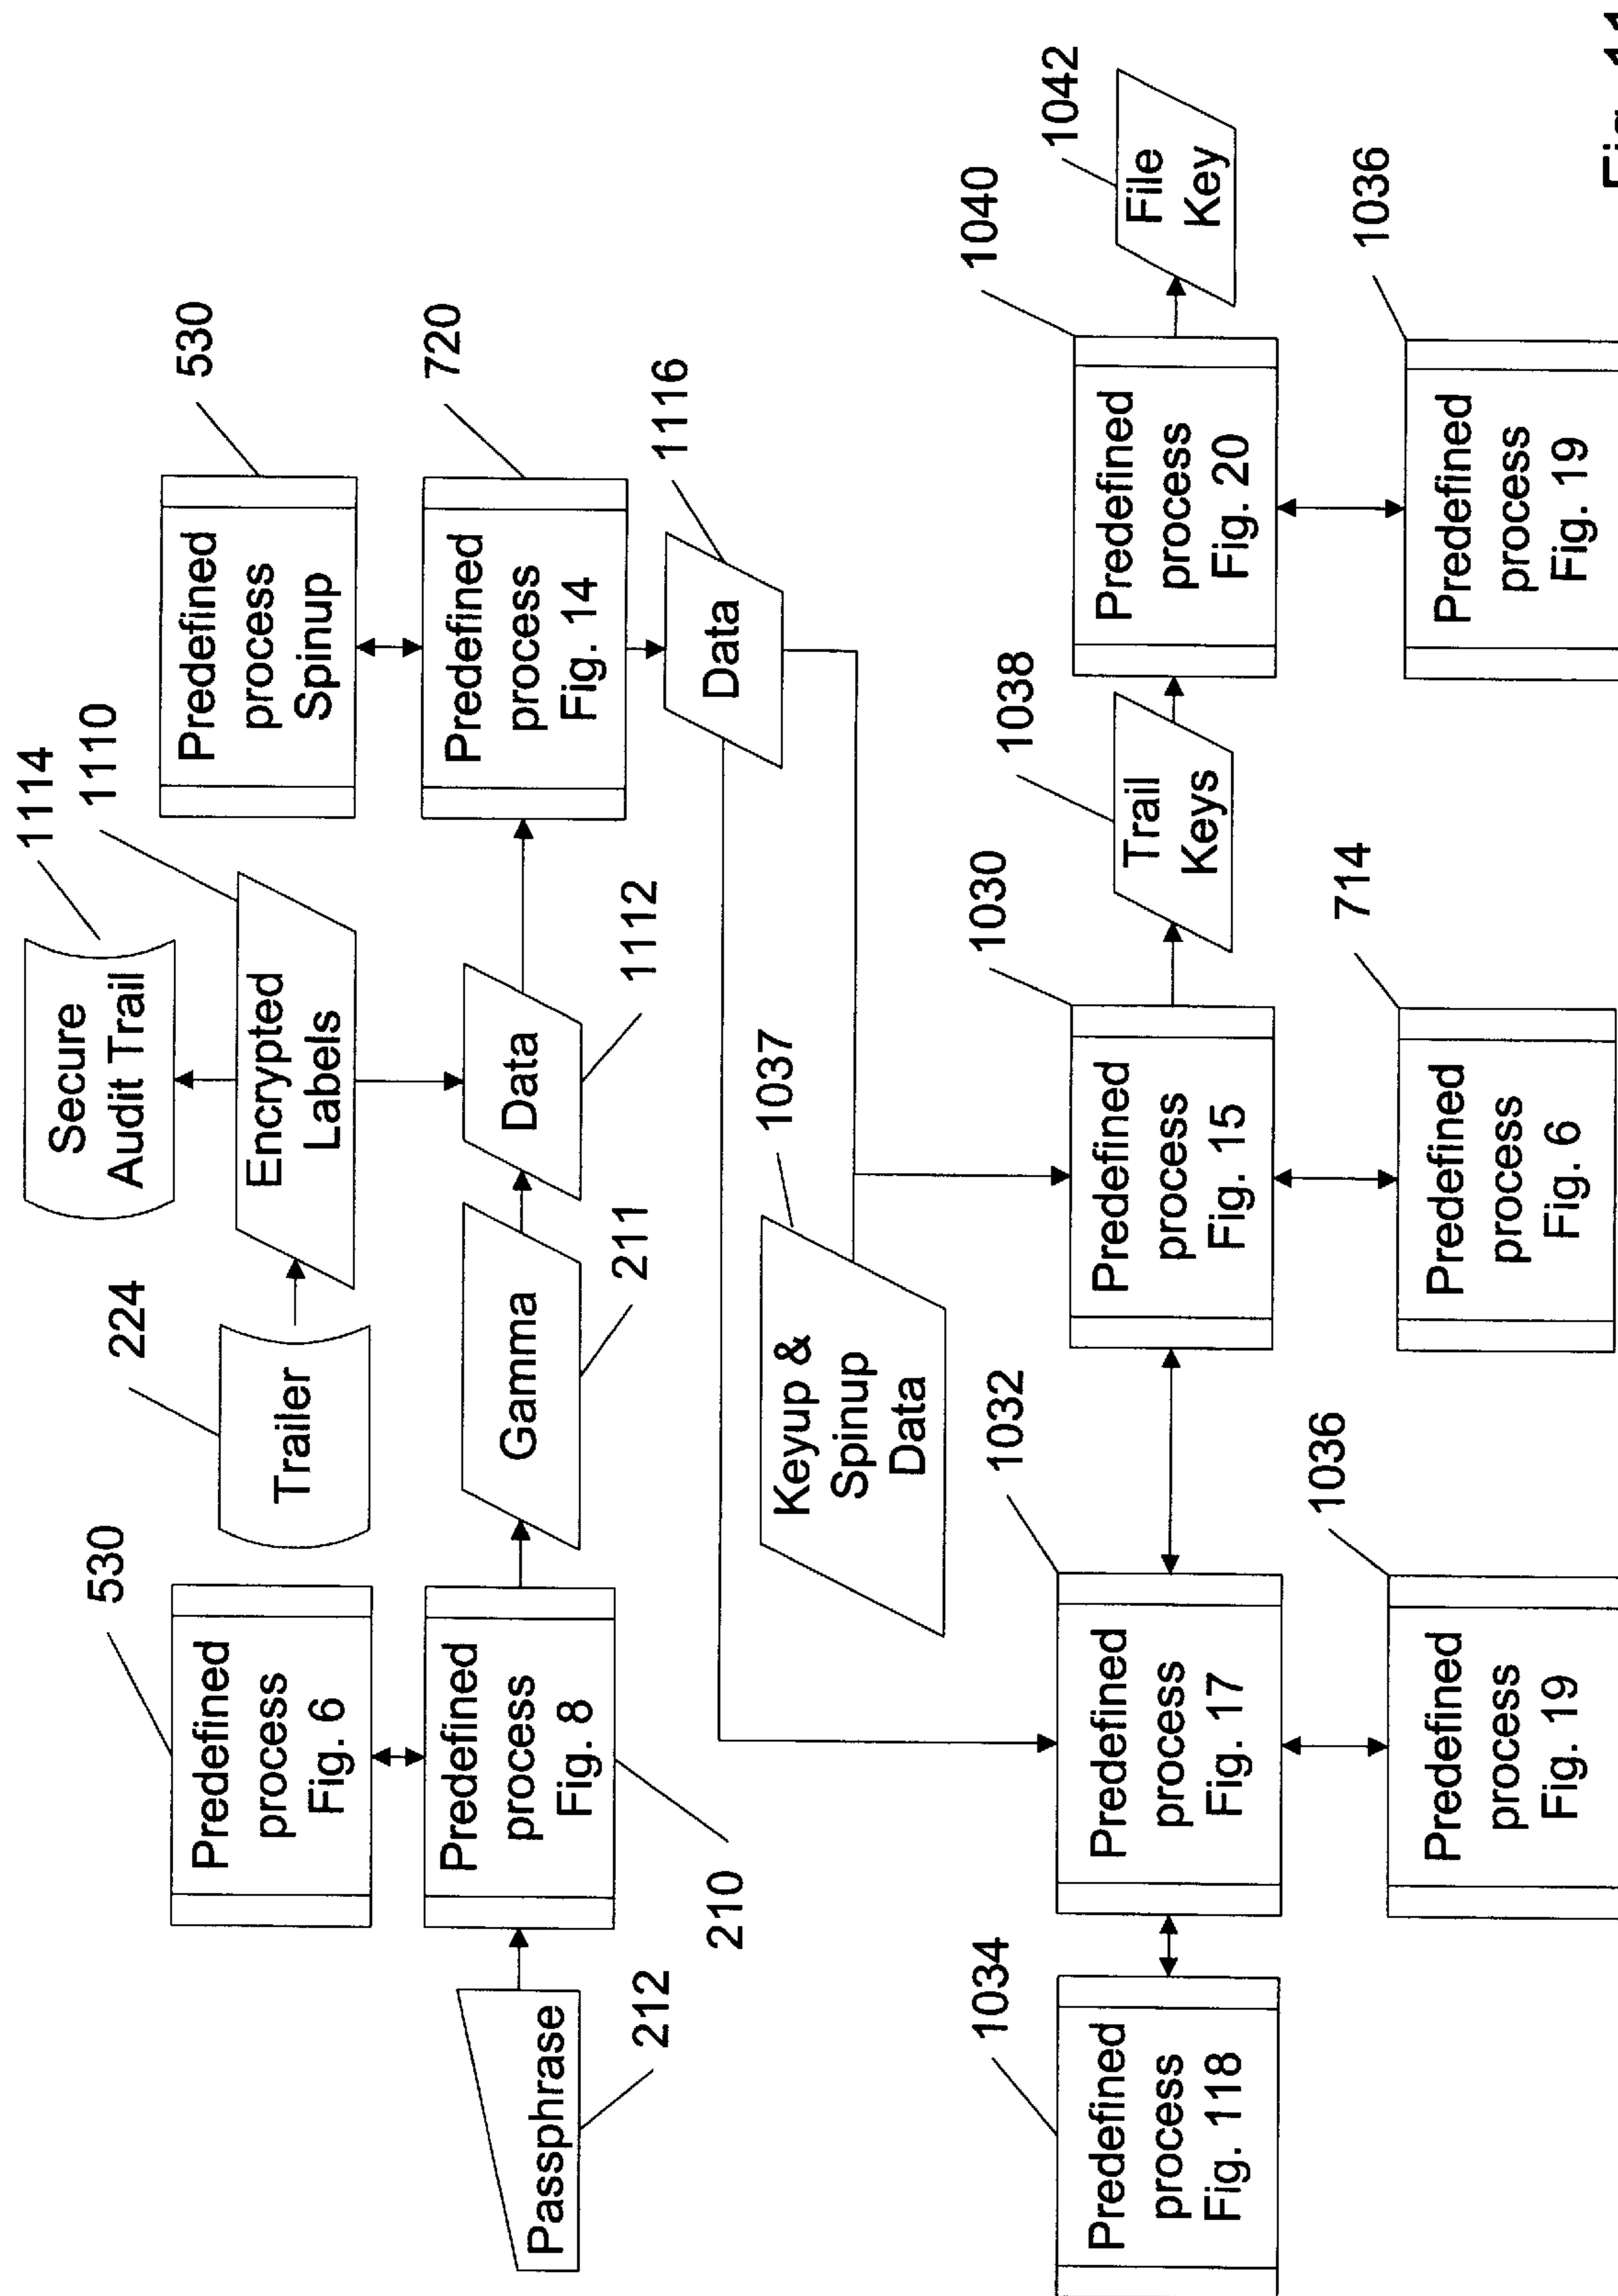 530
Predefined
process
Fig. 6
224
Trailer
Secure
Audit Trail
1114
Encrypted
Labels
1110
Predefined
process
Spinup
530
Passphrase
212
Predefined
process
Fig. 8
210
Gamma
211
Data
1112
Predefined
process
Fig. 14
720
Data
1116
Keyup &
Spinup
Data
1037
1034
Predefined
process
Fig. 118
1032
Predefined
process
Fig. 17
1030
Predefined
process
Fig. 15
1038
Trail
Keys
1040
Predefined
process
Fig. 20
1042
File
Key
1036
Predefined
process
Fig. 19
714
Predefined
process
Fig. 6
1036
Predefined
process
Fig. 19